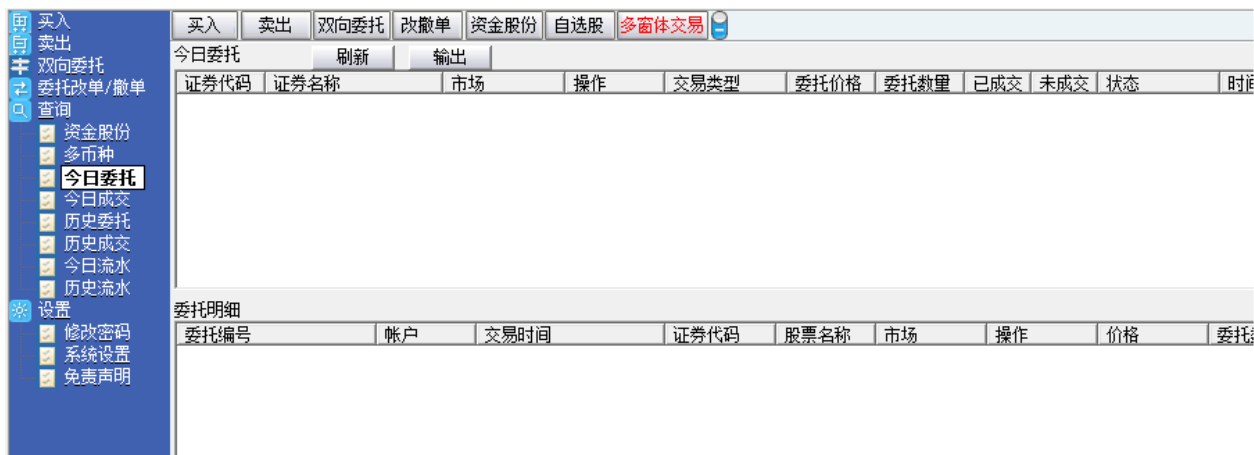 买入
卖出
双向委托
委托改单/撤单
查询
资金股份
多币种
今日委托
今日成交
历史委托
历史成交
今日流水
历史流水
设置
修改密码
系统设置
免责声明
买入 卖出 双向委托 改撤单 资金股份 自选股 多窗体交易
今日委托 刷新 输出
证券代码 证券名称 市场 操作 交易类型 委托价格 委托数量 已成交 未成交 状态 时间
委托明细
委托编号 帐户 交易时间 证券代码 股票名称 市场 操作 价格 委托